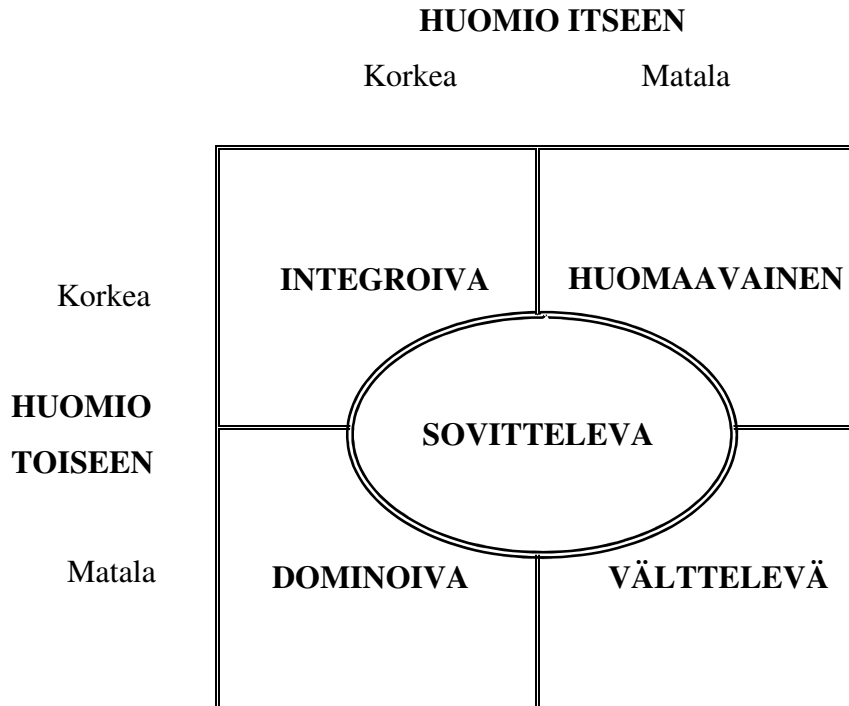 HUOMIO ITSEEN
Korkea Matala
Korkea INTEGROIVA HUOMAAVAINEN
HUOMIO
TOISEEN
SOVITTELEVA
Matala DOMINOIVA VÄLTTELEVÄ